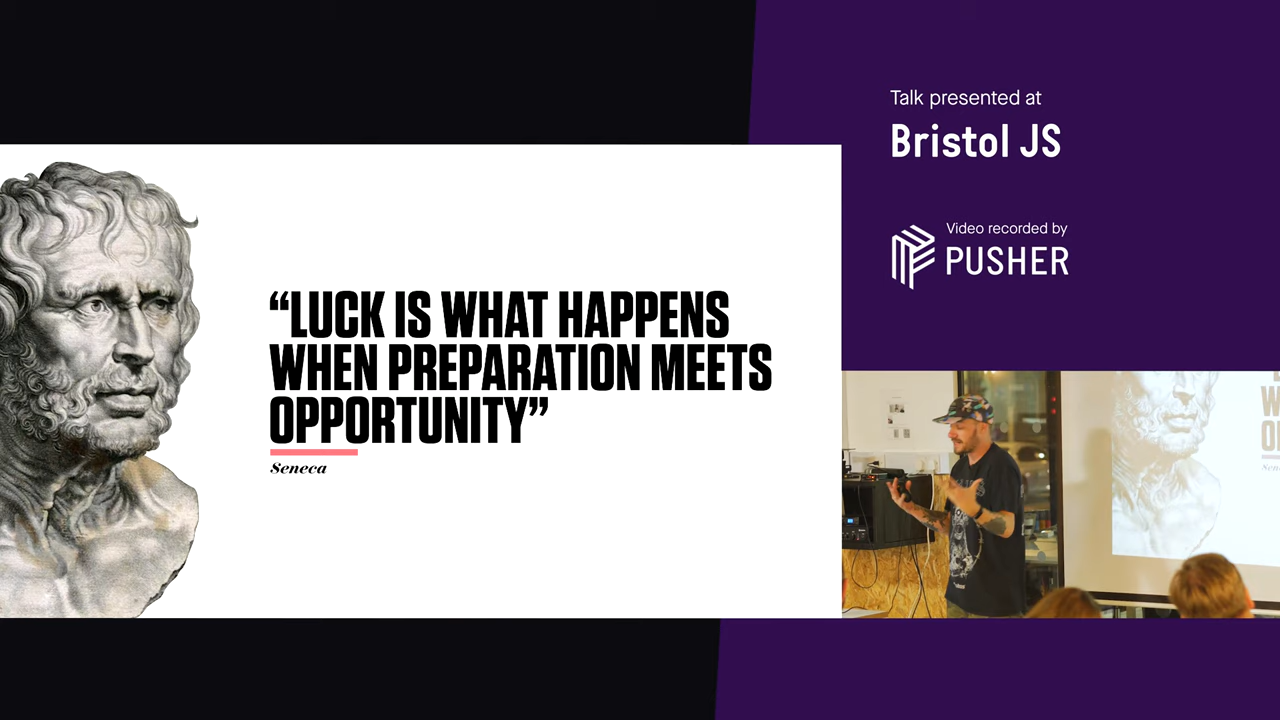 “LUCK IS WHAT HAPPENS
WHEN PREPARATION MEETS
OPPORTUNITY”
Seneca
Talk presented at
Bristol JS
Video recorded by
PUSHER